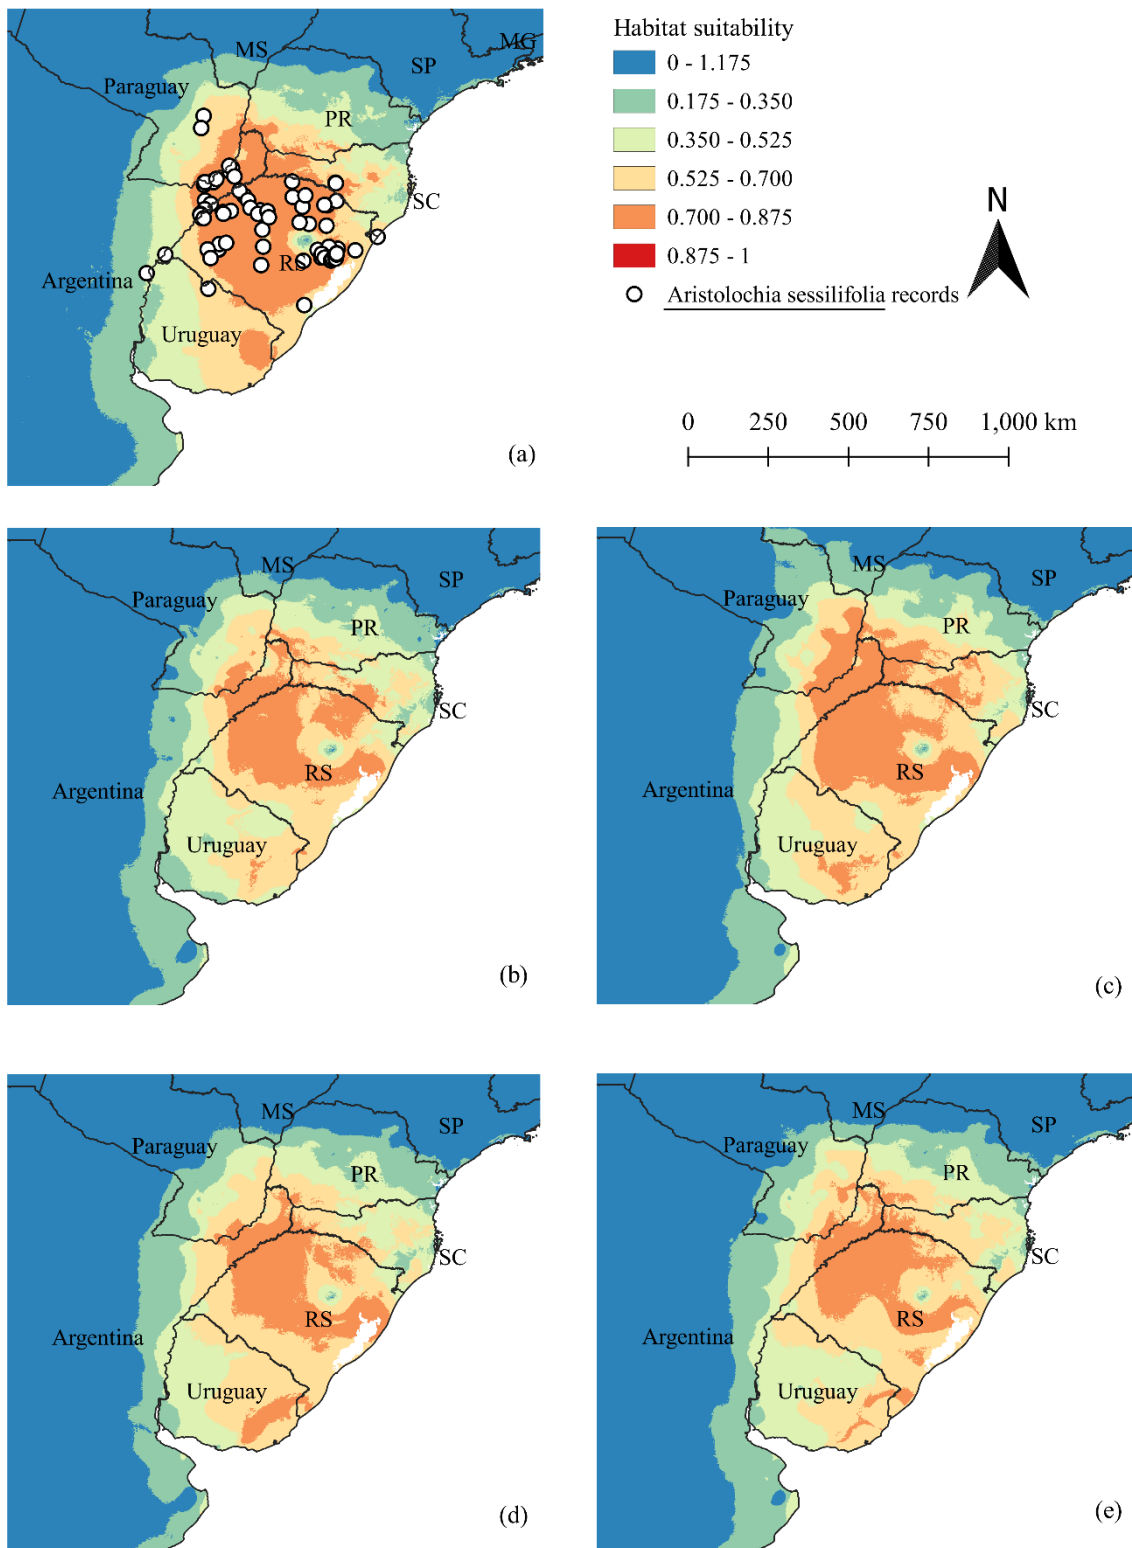 MS
MG
SP
Paraguay
PR
SC
Argentina
RS
Uruguay
(a)
Habitat suitability
0 - 1.175
0.175 - 0.350
0.350 - 0.525
0.525 - 0.700
0.700 - 0.875
0.875 - 1
Aristolochia sessilifolia records
N
0 250 500 750 1,000 km
MS
SP
Paraguay
PR
SC
RS
Argentina
Uruguay
(b)
MS
SP
Paraguay
PR
SC
RS
Argentina
Uruguay
(c)
MS
SP
Paraguay
PR
SC
RS
Argentina
Uruguay
(d)
MS
SP
Paraguay
PR
SC
RS
Argentina
Uruguay
(e)